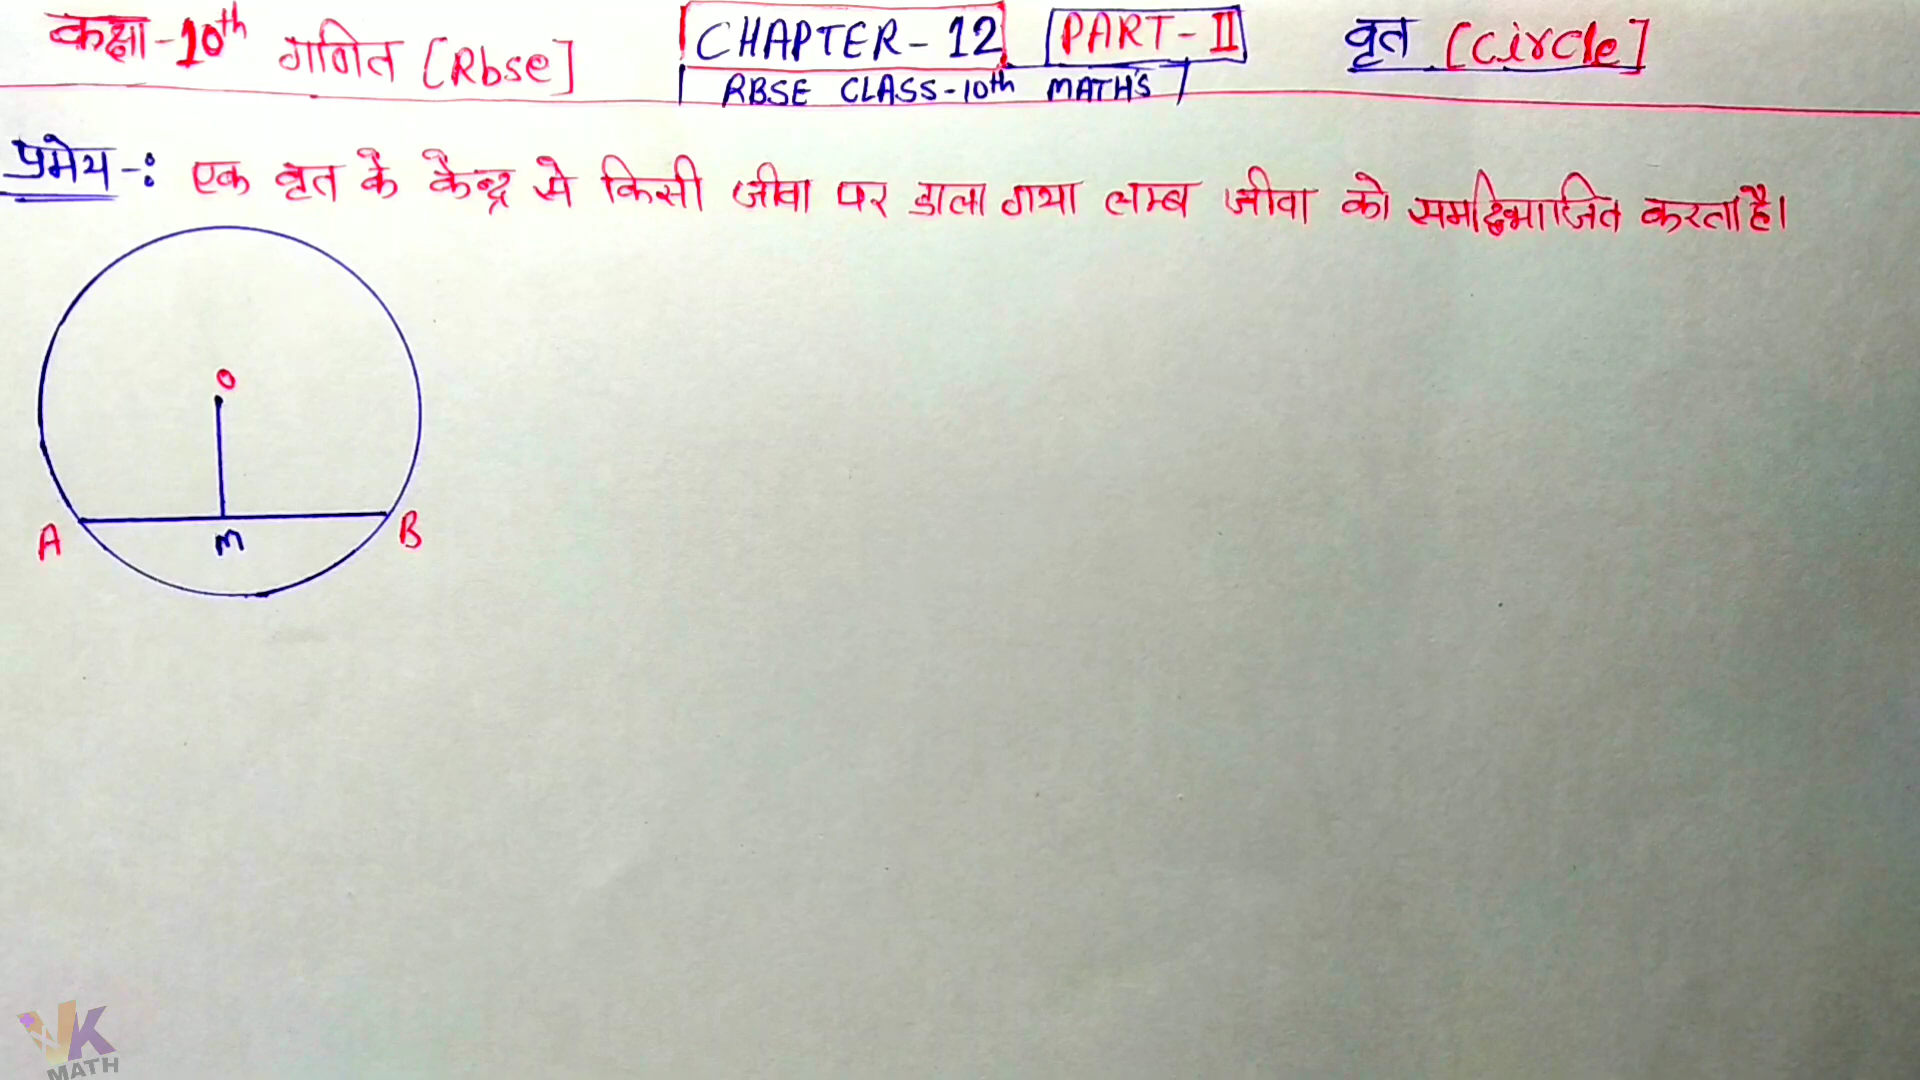 कक्षा-10th गणित [Rbse]
CHAPTER-12 PART-II
वृत [Circle]
RBSE CLASS-10th MATH'S
प्रमेय-: एक वृत के केन्द्र से किसी जीवा पर डाला गया लम्ब जीवा को समद्विभाजित करता है।
O
A
M
B
VK
MATH